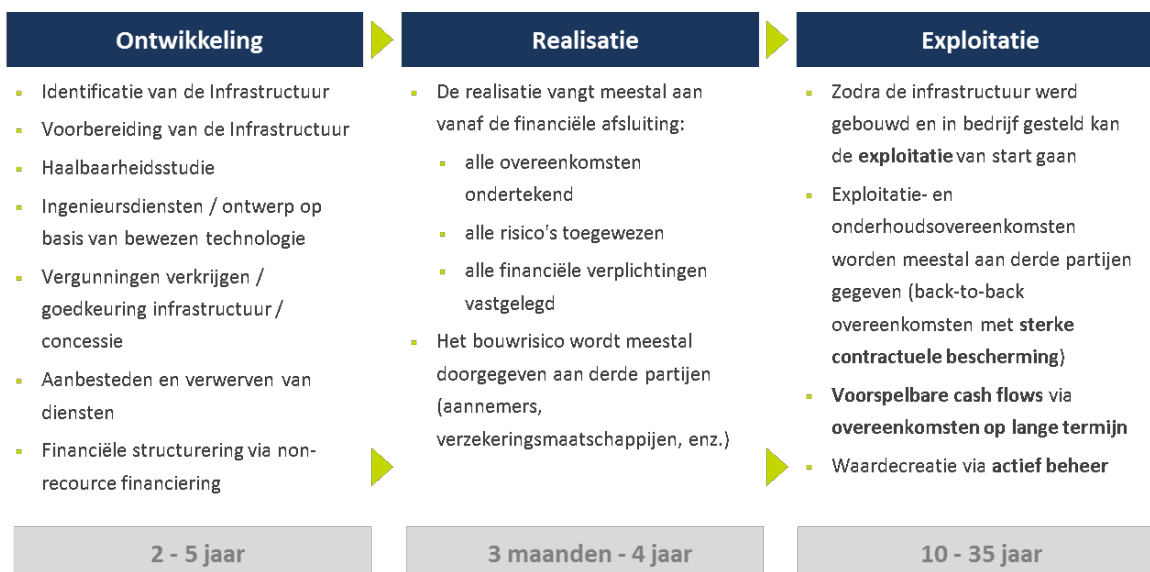 Ontwikkeling
Identificatie van de Infrastructuur
Voorbereiding van de Infrastructuur
Haalbaarheidsstudie
Ingenieursdiensten / ontwerp op
basis van bewezen technologie
Vergunningen verkrijgen /
goedkeuring infrastructuur /
concessie
Aanbesteden en verwerven van
diensten
Financiële structurering via non-
recource financiering
2 - 5 jaar
Realisatie
De realisatie vangt meestal aan
vanaf de financiële afsluiting:
alle overeenkomsten
ondertekend
alle risico's toegewezen
alle financiële verplichtingen
vastgelegd
Het bouwrisico wordt meestal
doorgegeven aan derde partijen
(aannemers,
verzekeringsmaatschappijen, enz.)
3 maanden - 4 jaar
Exploitatie
Zodra de infrastructuur werd
gebouwd en in bedrijf gesteld kan
de exploitatie van start gaan
Exploitatie- en
onderhoudsovereenkomsten
worden meestal aan derde partijen
gegeven (back-to-back
overeenkomsten met sterke
contractuele bescherming)
Voorspelbare cash flows via
overeenkomsten op lange termijn
Waardecreatie via actief beheer
10 - 35 jaar